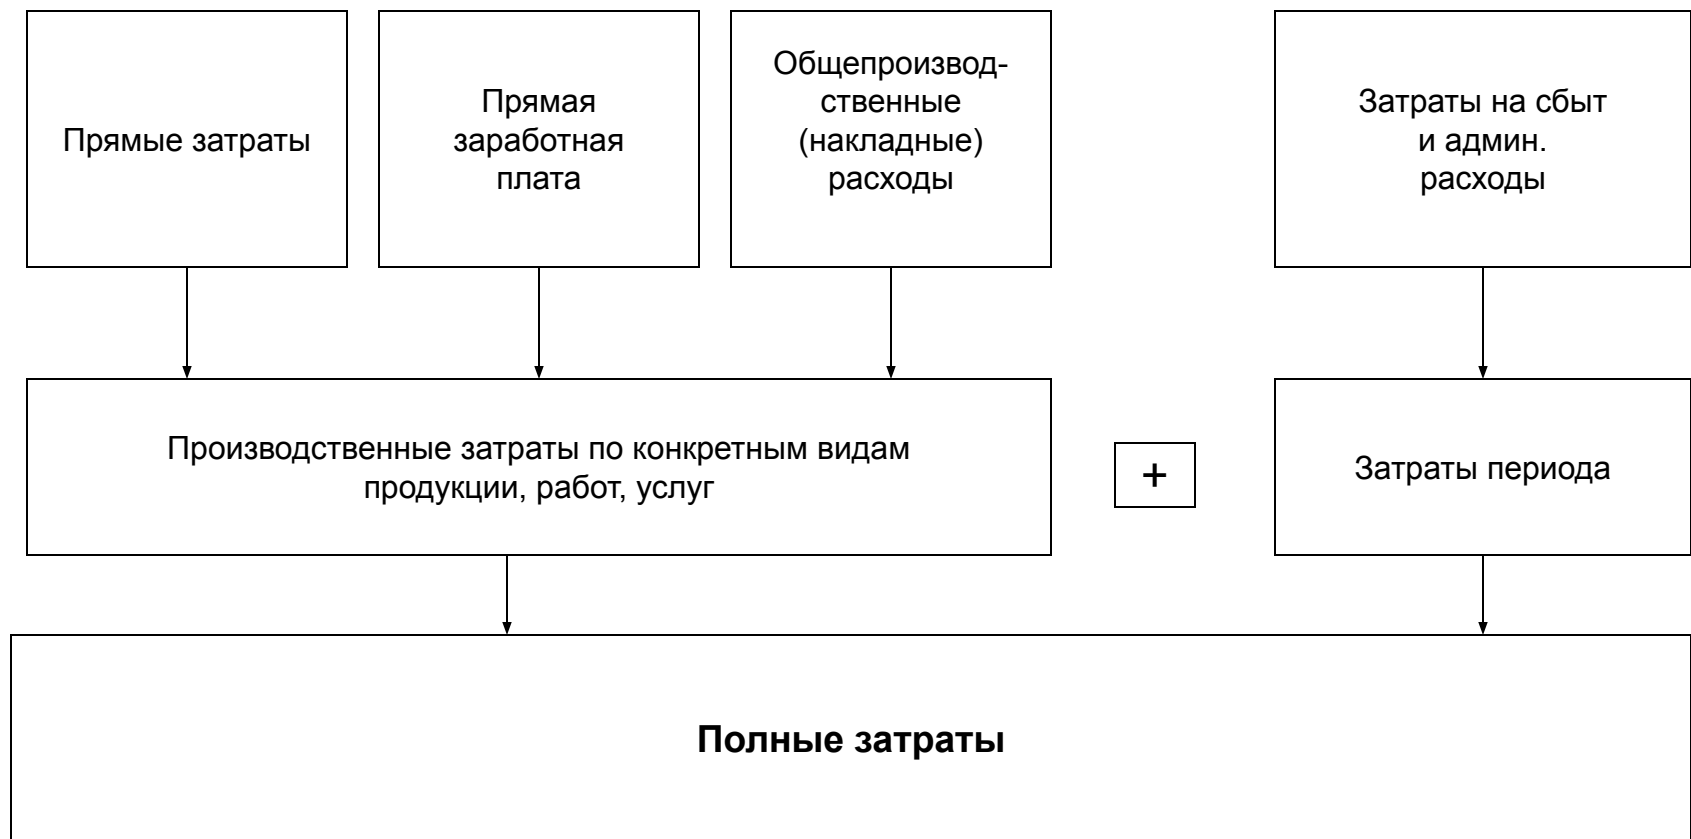 Прямые затраты
Прямая
заработная
плата
Общепроизвод-
ственные
(накладные)
расходы
Затраты на сбыт
и админ.
расходы
Производственные затраты по конкретным видам
продукции, работ, услуг
+
Затраты периода
Полные затраты